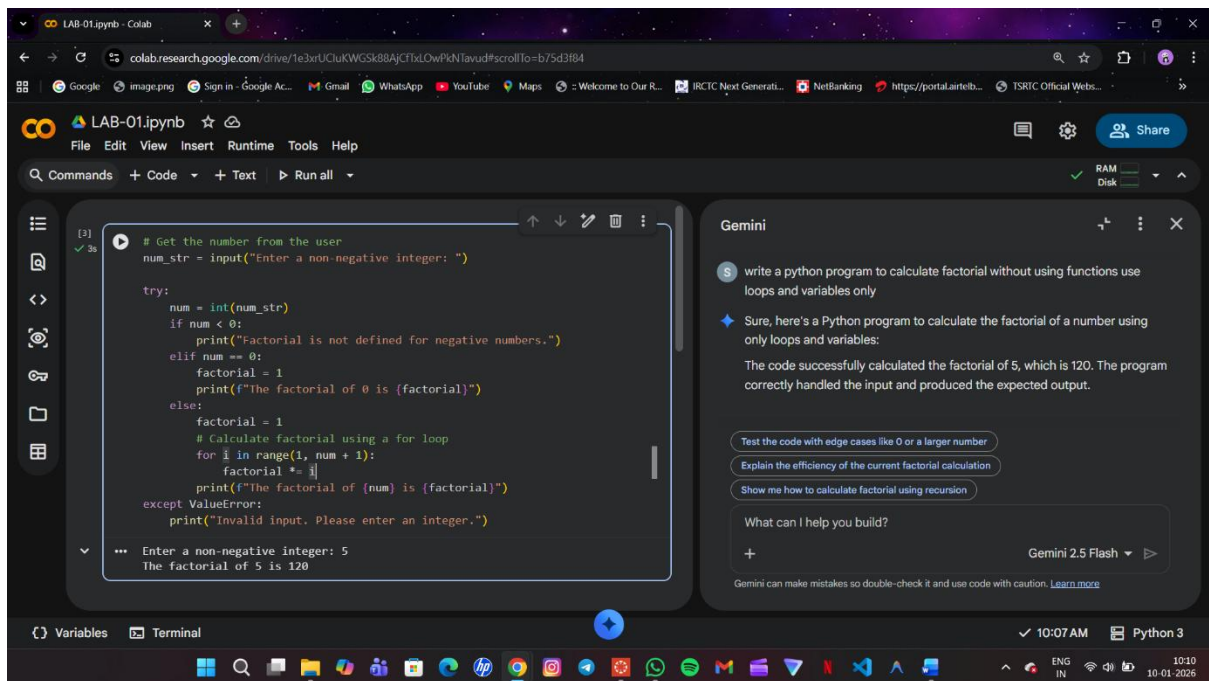 LAB-01.ipynb - Colab
colab.research.google.com/drive/1e3xrUCIuKWGSk88AjCfTxLOwPkNTavud#scrollTo=b75d3f84
Google image.png Sign in - Google Ac... Gmail WhatsApp YouTube Maps :: Welcome to Our R... IRCTC Next Generati... NetBanking https://portal.airtelb... TSRTC Official Webs...
LAB-01.ipynb
File Edit View Insert Runtime Tools Help
Share
Commands + Code + Text Run all
RAM
Disk
[3]
3s
# Get the number from the user
num_str = input("Enter a non-negative integer: ")
try:
num = int(num_str)
if num < 0:
print("Factorial is not defined for negative numbers.")
elif num == 0:
factorial = 1
print(f"The factorial of 0 is {factorial}")
else:
factorial = 1
# Calculate factorial using a for loop
for i in range(1, num + 1):
factorial *= i
print(f"The factorial of {num} is {factorial}")
except ValueError:
print("Invalid input. Please enter an integer.")
Enter a non-negative integer: 5
The factorial of 5 is 120
Gemini
S write a python program to calculate factorial without using functions use
loops and variables only
Sure, here's a Python program to calculate the factorial of a number using
only loops and variables:
The code successfully calculated the factorial of 5, which is 120. The program
correctly handled the input and produced the expected output.
Test the code with edge cases like 0 or a larger number
Explain the efficiency of the current factorial calculation
Show me how to calculate factorial using recursion
What can I help you build?
+ Gemini 2.5 Flash
Gemini can make mistakes so double-check it and use code with caution. Learn more
{} Variables Terminal
10:07 AM Python 3
ENG
IN
10:10
10-01-2026